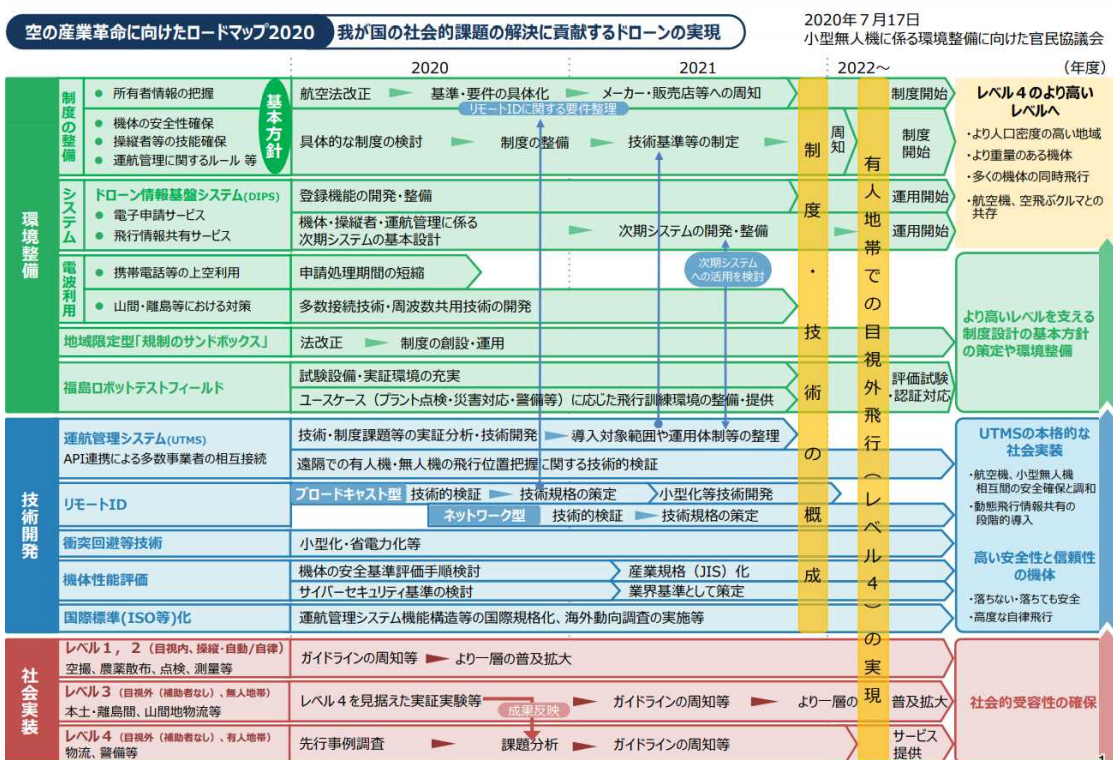 空の産業革命に向けたロードマップ2020
我が国の社会的課題の解決に貢献するドローンの実現
2020年7月17日
小型無人機に係る環境整備に向けた官民協議会
2020
2021
2022~
(年度)
環境整備
制度の整備
● 所有者情報の把握
● 機体の安全性確保
● 操縦者等の技能確保
● 運航管理に関するルール 等
基本方針
航空法改正
基準・要件の具体化
メーカー・販売店等への周知
制度開始
リモートIDに関する要件整理
具体的な制度の検討
制度の整備
技術基準等の制定
周知
制度
開始
システム
ドローン情報基盤システム(DIPS)
● 電子申請サービス
● 飛行情報共有サービス
登録機能の開発・整備
運用開始
機体・操縦者・運航管理に係る
次期システムの基本設計
次期システムの開発・整備
運用開始
次期システム
への活用を検討
電波利用
● 携帯電話等の上空利用
申請処理期間の短縮
● 山間・離島等における対策
多数接続技術・周波数共用技術の開発
地域限定型「規制のサンドボックス」
法改正
制度の創設・運用
福島ロボットテストフィールド
試験設備・実証環境の充実
ユースケース(プラント点検・災害対応・警備等)に応じた飛行訓練環境の整備・提供
評価試験
・認証対応
制度・技術の概成
有人地帯での目視外飛行(レベル4)の実現
レベル4のより高い
レベルへ
・より人口密度の高い地域
・より重量のある機体
・多くの機体の同時飛行
・航空機、空飛ぶクルマとの
共存
より高いレベルを支える
制度設計の基本方針
の策定や環境整備
技術開発
運航管理システム(UTMS)
API連携による多数事業者の相互接続
技術・制度課題等の実証分析・技術開発
導入対象範囲や運用体制等の整理
遠隔での有人機・無人機の飛行位置把握に関する技術的検証
リモートID
ブロードキャスト型
技術的検証
技術規格の策定
小型化等技術開発
ネットワーク型
技術的検証
技術規格の策定
衝突回避等技術
小型化・省電力化等
機体性能評価
機体の安全基準評価手順検討
産業規格(JIS)化
サイバーセキュリティ基準の検討
業界基準として策定
国際標準(ISO等)化
運航管理システム機能構造等の国際規格化、海外動向調査の実施等
UTMSの本格的な
社会実装
・航空機、小型無人機
相互間の安全確保と調和
・動態飛行情報共有の
段階的導入
高い安全性と信頼性
の機体
・落ちない・落ちても安全
・高度な自律飛行
社会実装
レベル1，2(目視内、操縦・自動/自律)
空撮、農薬散布、点検、測量等
ガイドラインの周知等
より一層の普及拡大
レベル3(目視外(補助者なし)、無人地帯)
本土・離島間、山間地物流等
レベル4を見据えた実証実験等
ガイドラインの周知等
より一層の
普及拡大
成果反映
レベル4(目視外(補助者なし)、有人地帯)
物流、警備等
先行事例調査
課題分析
ガイドラインの周知等
サービス
提供
社会的受容性の確保
1